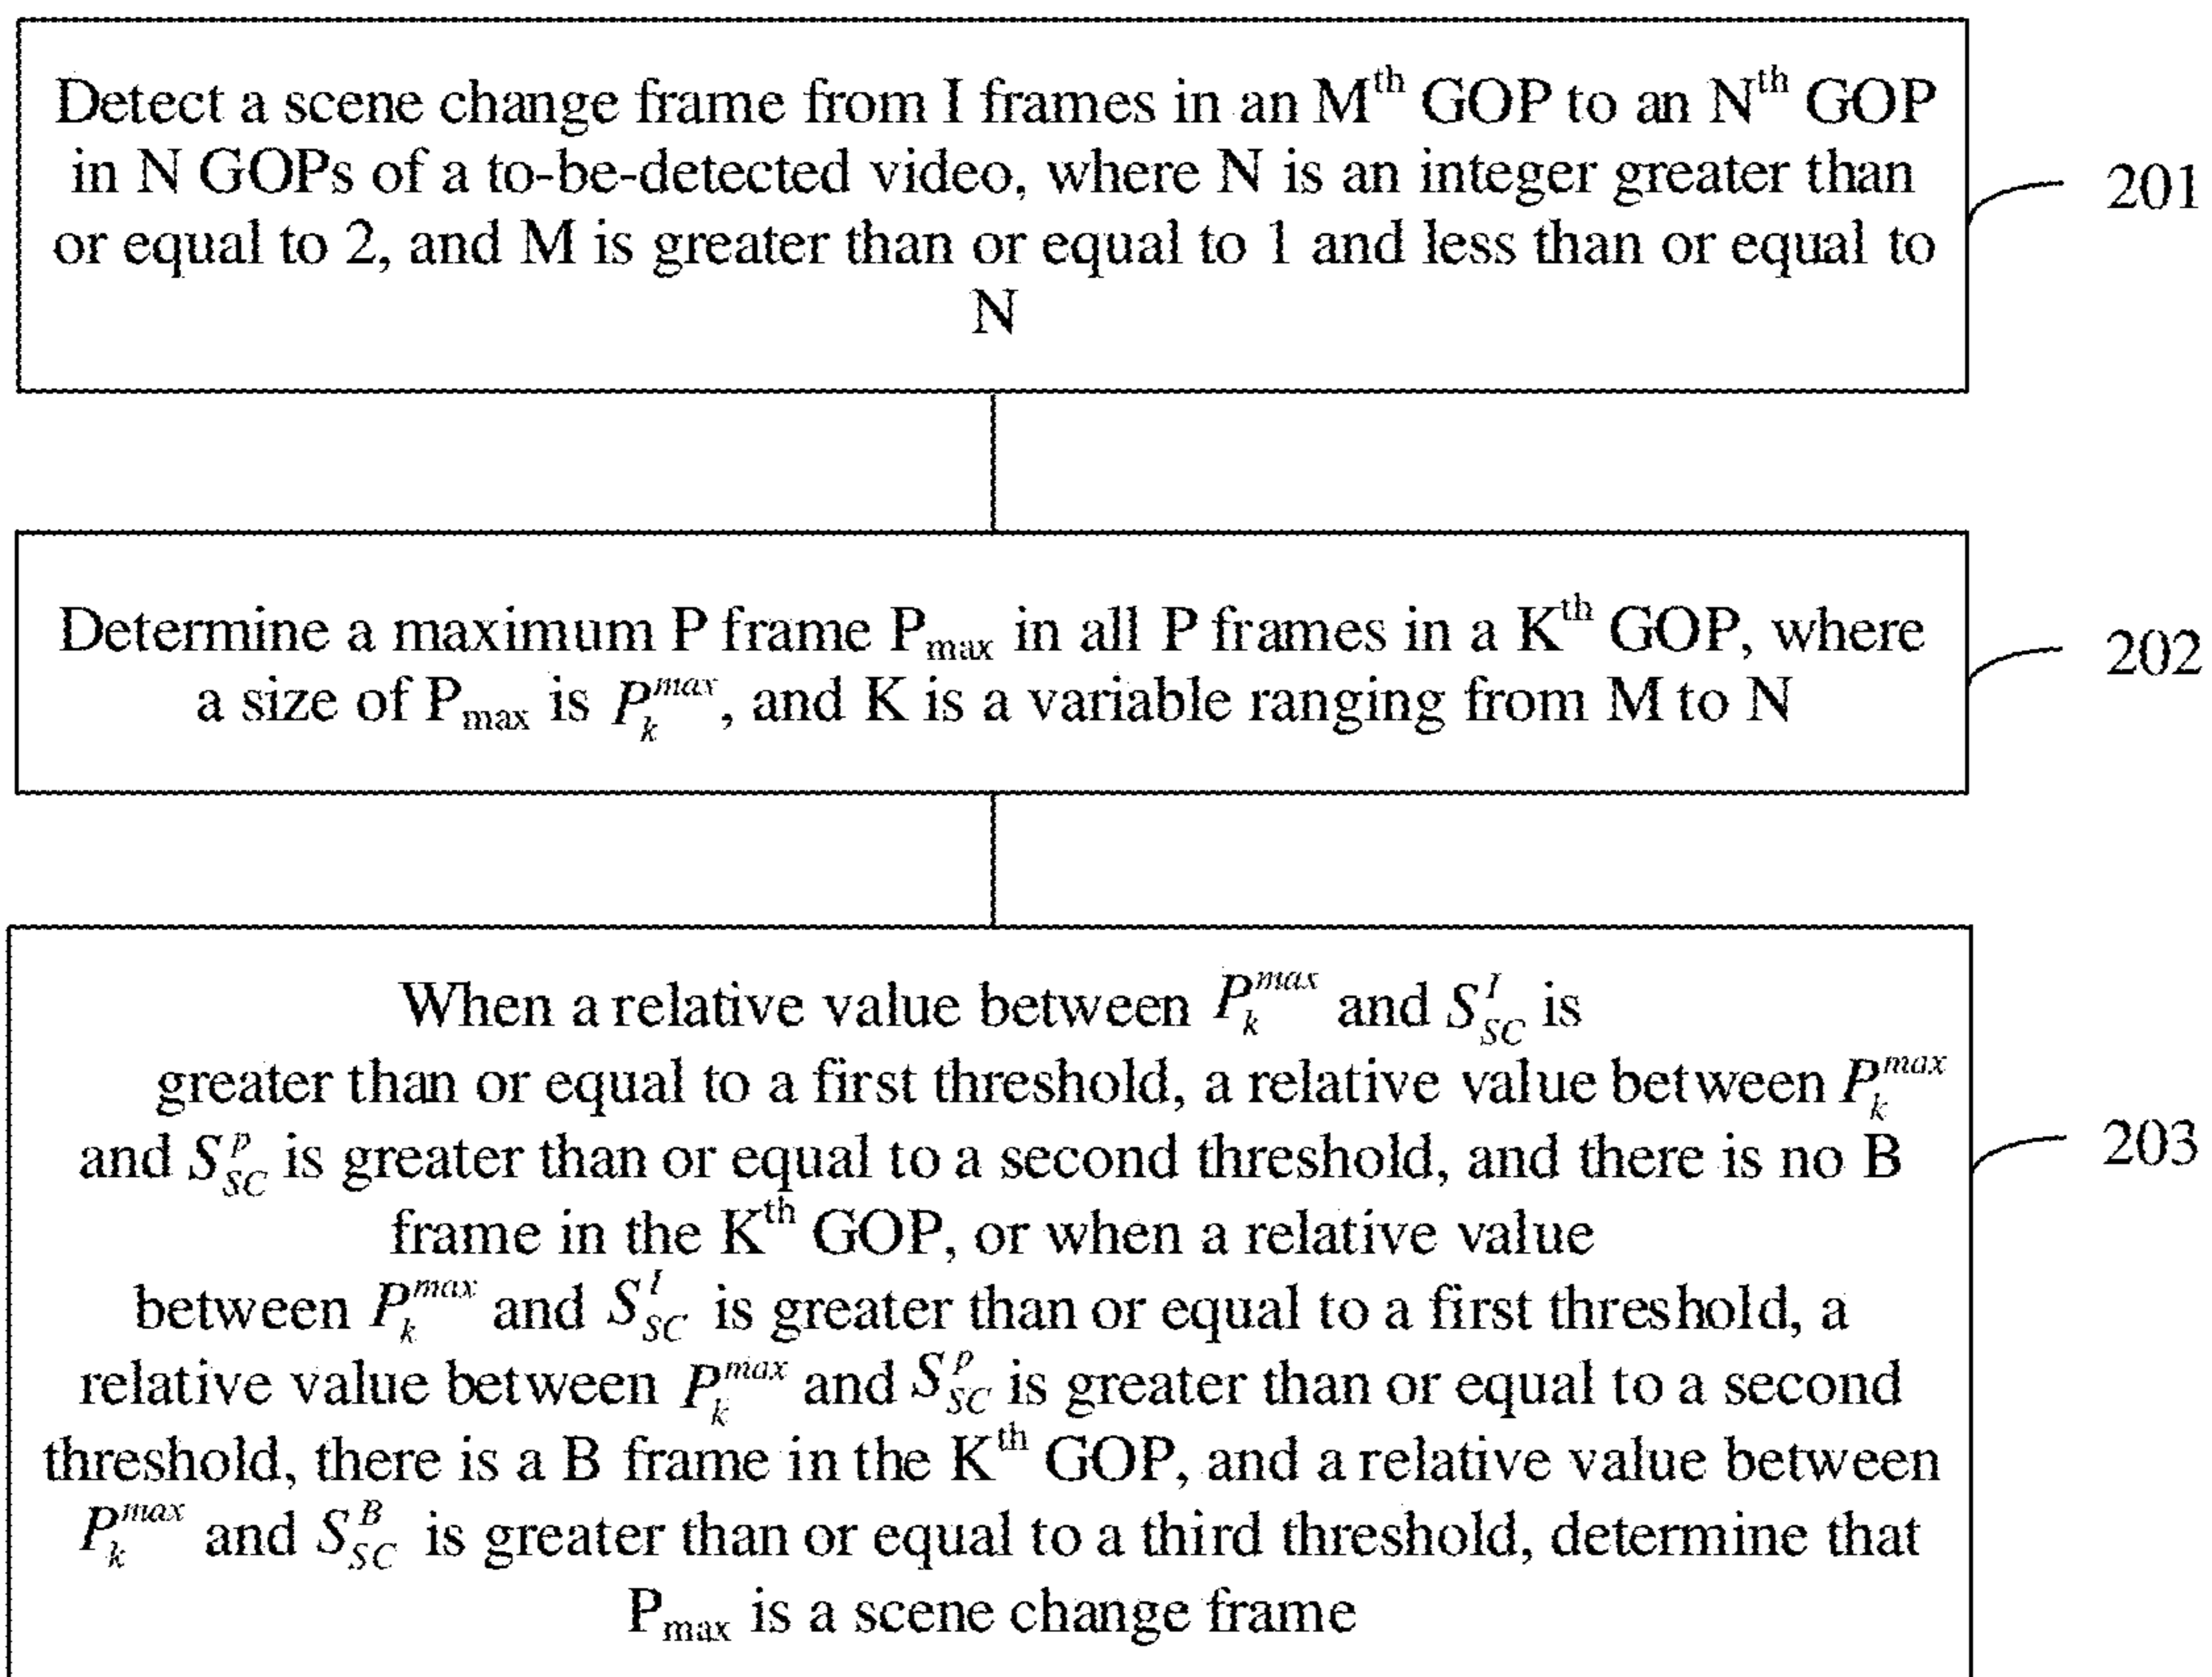 Detect a scene change frame from I frames in an M^th GOP to an N^th GOP
in N GOPs of a to-be-detected video, where N is an integer greater than
or equal to 2, and M is greater than or equal to 1 and less than or equal to
N
201
Determine a maximum P frame P_max in all P frames in a K^th GOP, where
a size of P_max is P_k^max, and K is a variable ranging from M to N
202
When a relative value between P_k^max and S_SC^I is
greater than or equal to a first threshold, a relative value between P_k^max
and S_SC^p is greater than or equal to a second threshold, and there is no B
frame in the K^th GOP, or when a relative value
between P_k^max and S_SC^I is greater than or equal to a first threshold, a
relative value between P_k^max and S_SC^p is greater than or equal to a second
threshold, there is a B frame in the K^th GOP, and a relative value between
P_k^max and S_SC^B is greater than or equal to a third threshold, determine that
P_max is a scene change frame
203